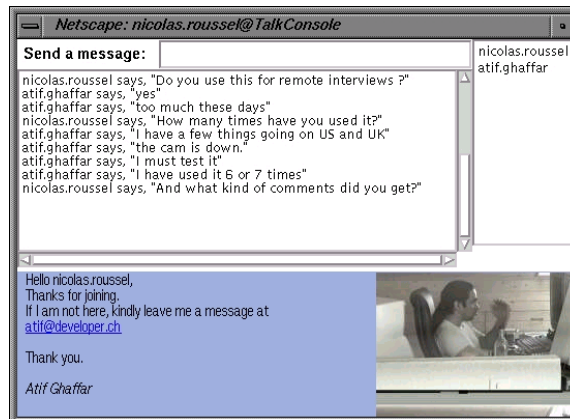 Netscape: nicolas.roussel@TalkConsole
Send a message:
nicolas.roussel
atif.ghaffar
nicolas.roussel says, "Do you use this for remote interviews ?"
atif.ghaffar says, "yes"
atif.ghaffar says, "too much these days"
nicolas.roussel says, "How many times have you used it?"
atif.ghaffar says, "I have a few things going on US and UK"
atif.ghaffar says, "the cam is down."
atif.ghaffar says, "I must test it"
atif.ghaffar says, "I have used it 6 or 7 times"
nicolas.roussel says, "And what kind of comments did you get?"
Hello nicolas.roussel,
Thanks for joining.
If I am not here, kindly leave me a message at
atif@developer.ch
Thank you.
Atif Ghaffar